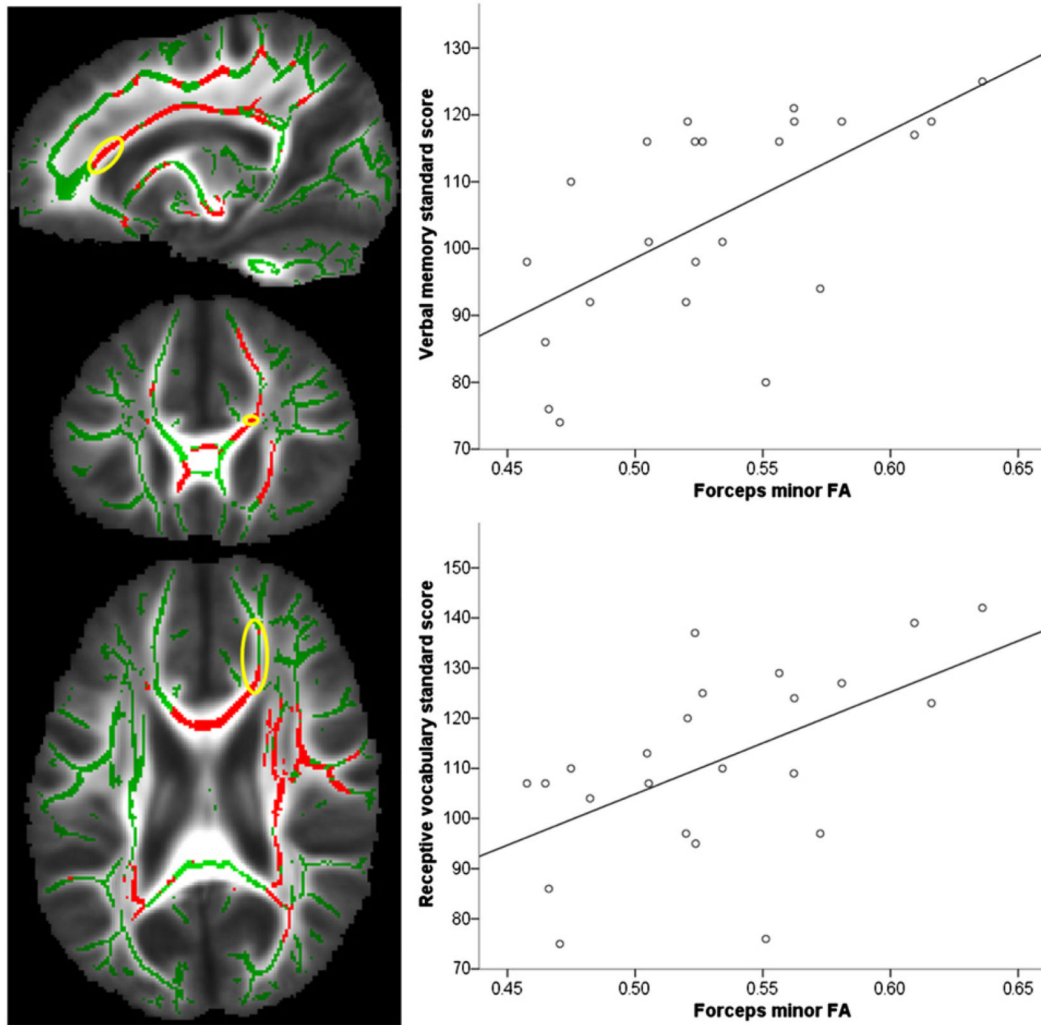 130
120
110
100
90
80
70
Verbal memory standard score
0.45 0.50 0.55 0.60 0.65
Forceps minor FA
150
140
130
120
110
100
90
80
70
Receptive vocabulary standard score
0.45 0.50 0.55 0.60 0.65
Forceps minor FA